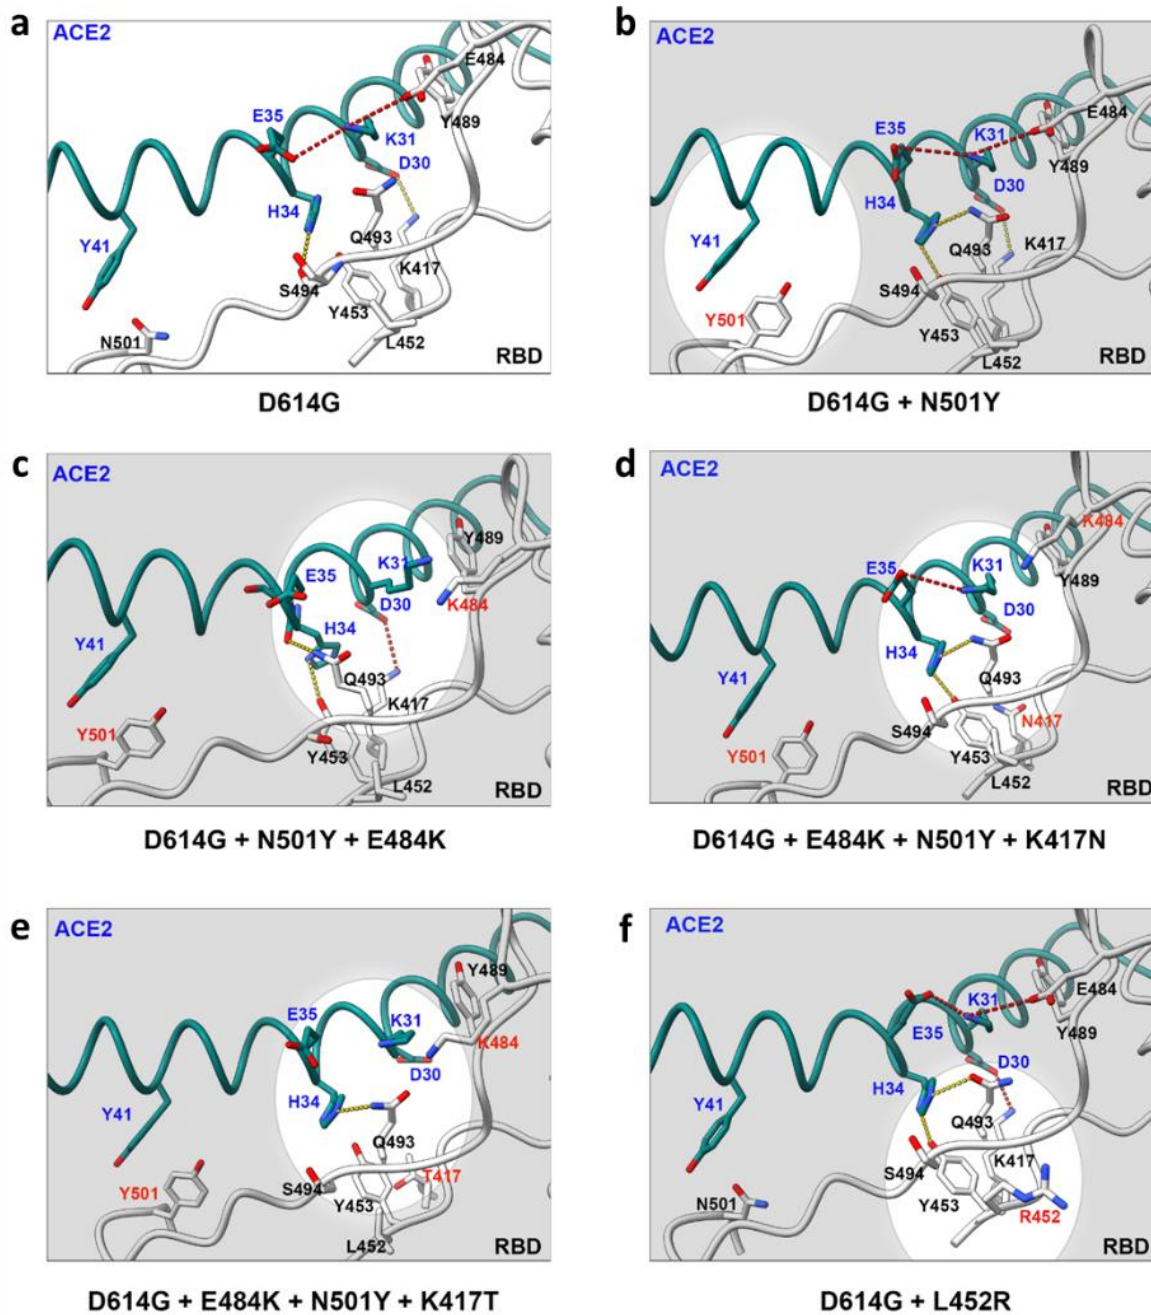 a
ACE2
E484
Y489
E35
K31
D30
H34
Y41
Q493
K417
S494
Y453
N501
L452
RBD
D614G
b
ACE2
E484
E35
K31
Y489
D30
H34
Y41
Q493
K417
S494
Y501
Y453
L452
RBD
D614G + N501Y
c
ACE2
Y489
K31
E35
K484
D30
H34
Y41
Q493
K417
Y501
Y453
L452
RBD
D614G + N501Y + E484K
d
ACE2
K484
E35
K31
Y489
D30
H34
Y41
Q493
N417
S494
Y501
Y453
L452
RBD
D614G + E484K + N501Y + K417N
e
ACE2
Y489
E35
K31
K484
D30
H34
Y41
Q493
T417
Y501
S494
Y453
L452
RBD
D614G + E484K + N501Y + K417T
f
ACE2
E484
K31
E35
Y489
D30
H34
Y41
Q493
S494
K417
Y453
N501
R452
RBD
D614G + L452R